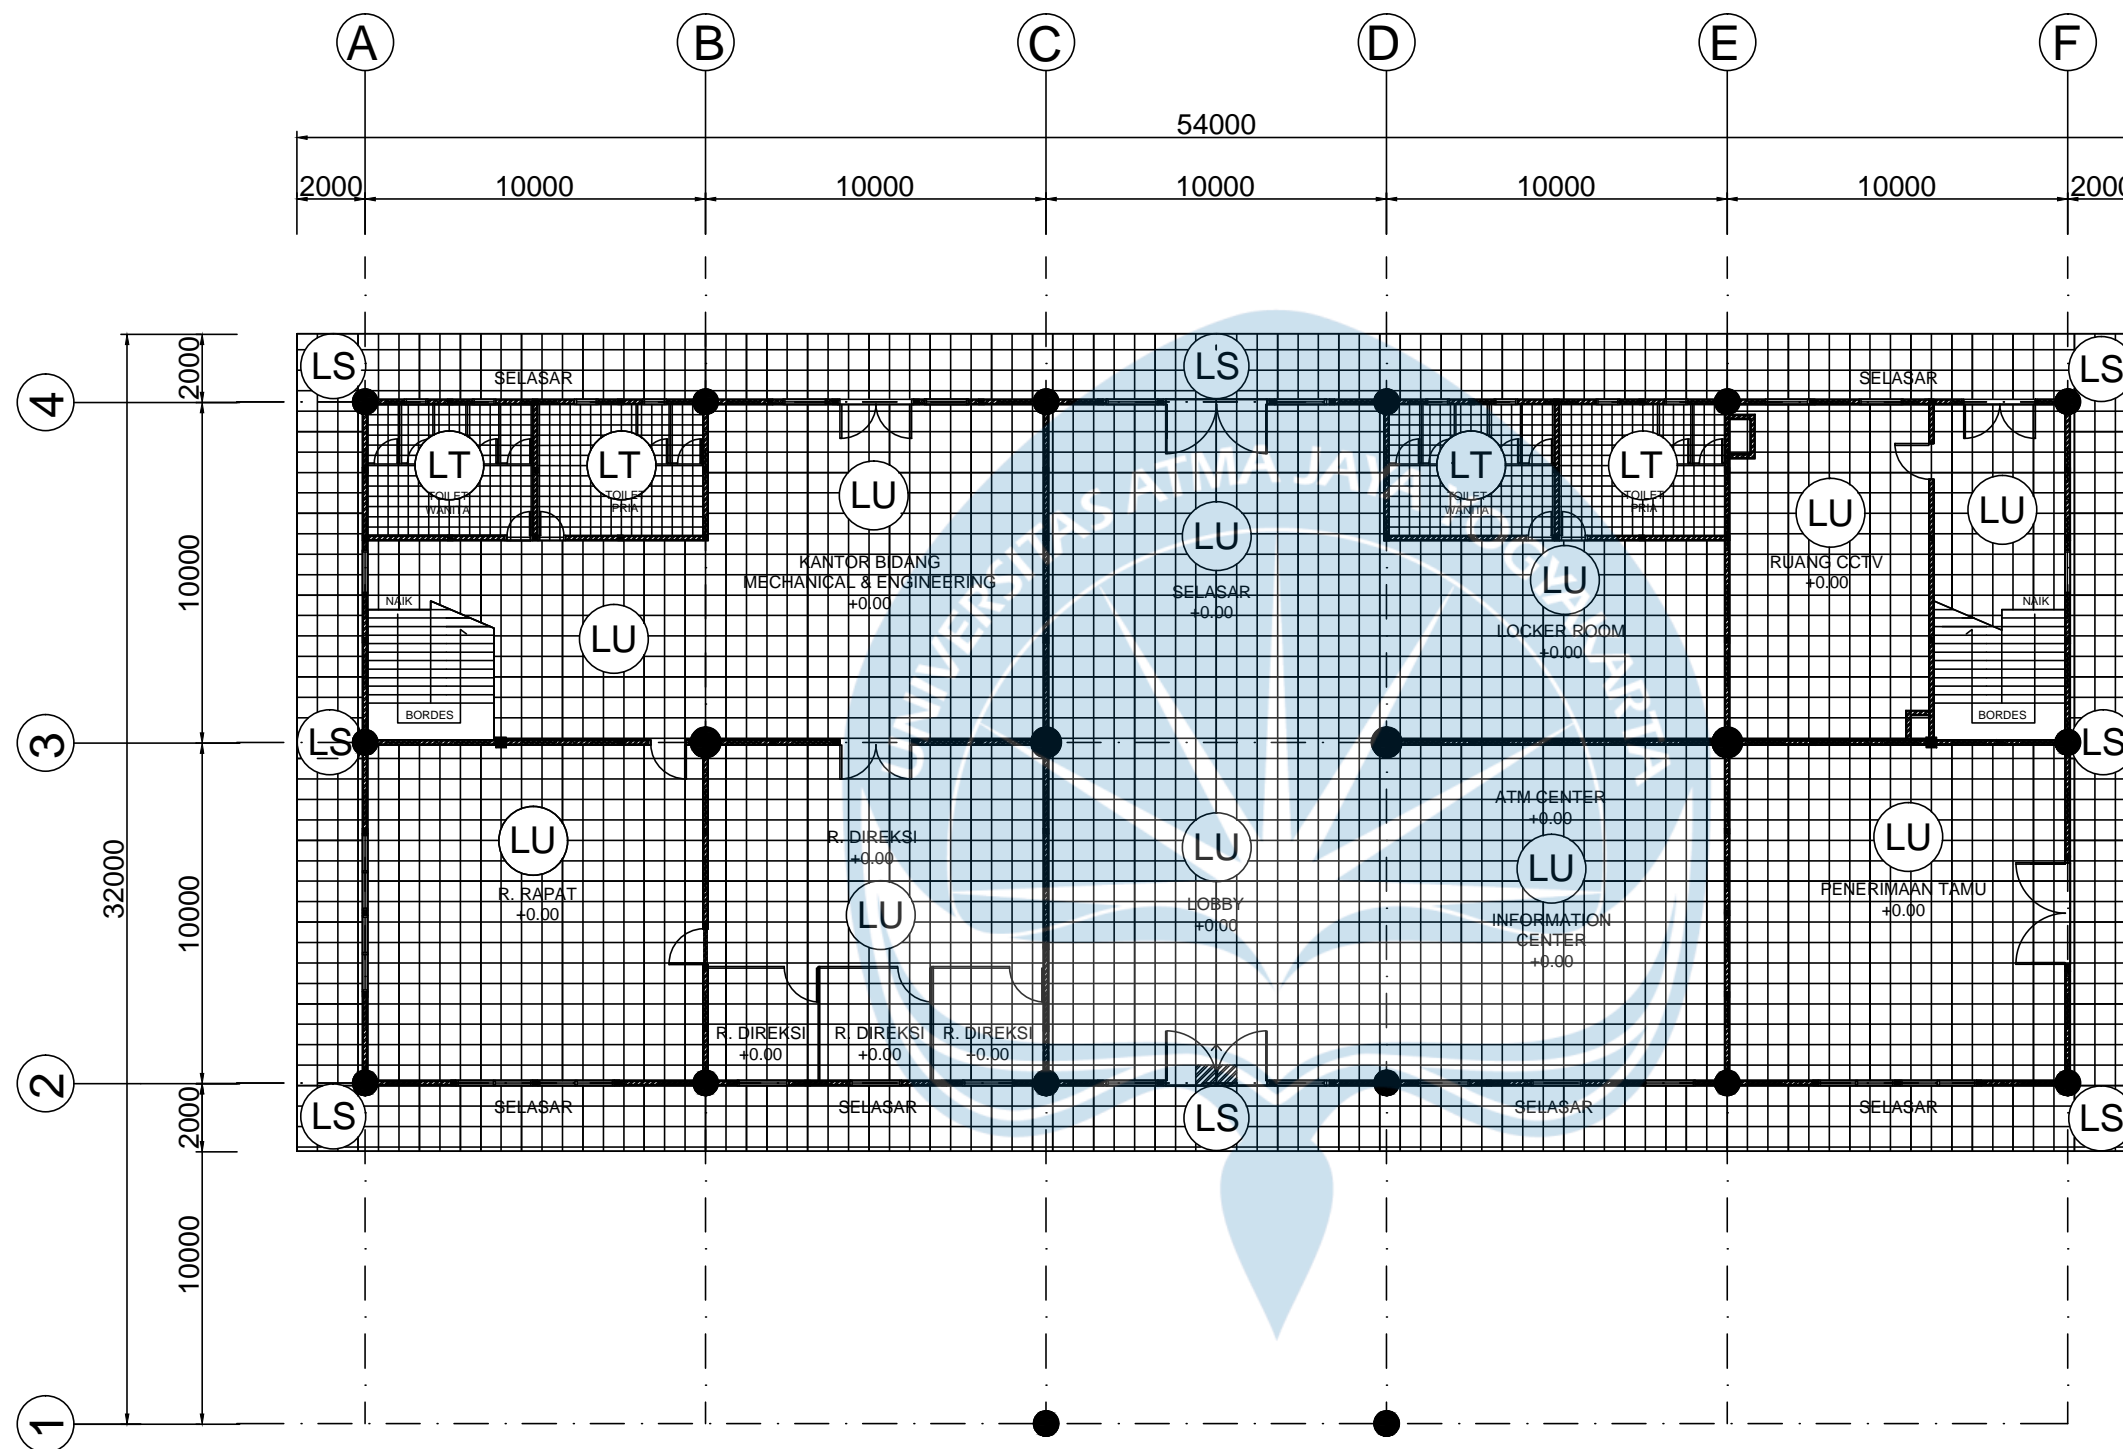 A B C D E F
54000
2000 10000 10000 10000 10000 10000 200
2000
4
10000
3
32000
10000
2
2000
10000
1
LS LS LS
SELASAR SELASAR
LT LT LT LT
TOILET
WANITA
TOILET
PRIA
TOILET
WANITA
TOILET
PRIA
LU LU LU LU
KANTOR BIDANG
MECHANICAL & ENGINEERING
+0.00
SELASAR
+0.00
RUANG CCTV
+0.00
LU
LOCKER ROOM
+0.00
NAIK
NAIK
LU
BORDES
BORDES
LS LS
UNIVERSITAS ATMA JAYA YOGYAKARTA
ATM CENTER
+0.00
LU
R. RAPAT
+0.00
R. DIREKSI
+0.00
LU
LU
LOBBY
+0.00
LU
INFORMATION
CENTER
+0.00
LU
PENERIMAAN TAMU
+0.00
R. DIREKSI
+0.00
R. DIREKSI
+0.00
R. DIREKSI
+0.00
SELASAR SELASAR SELASAR SELASAR
LS LS LS